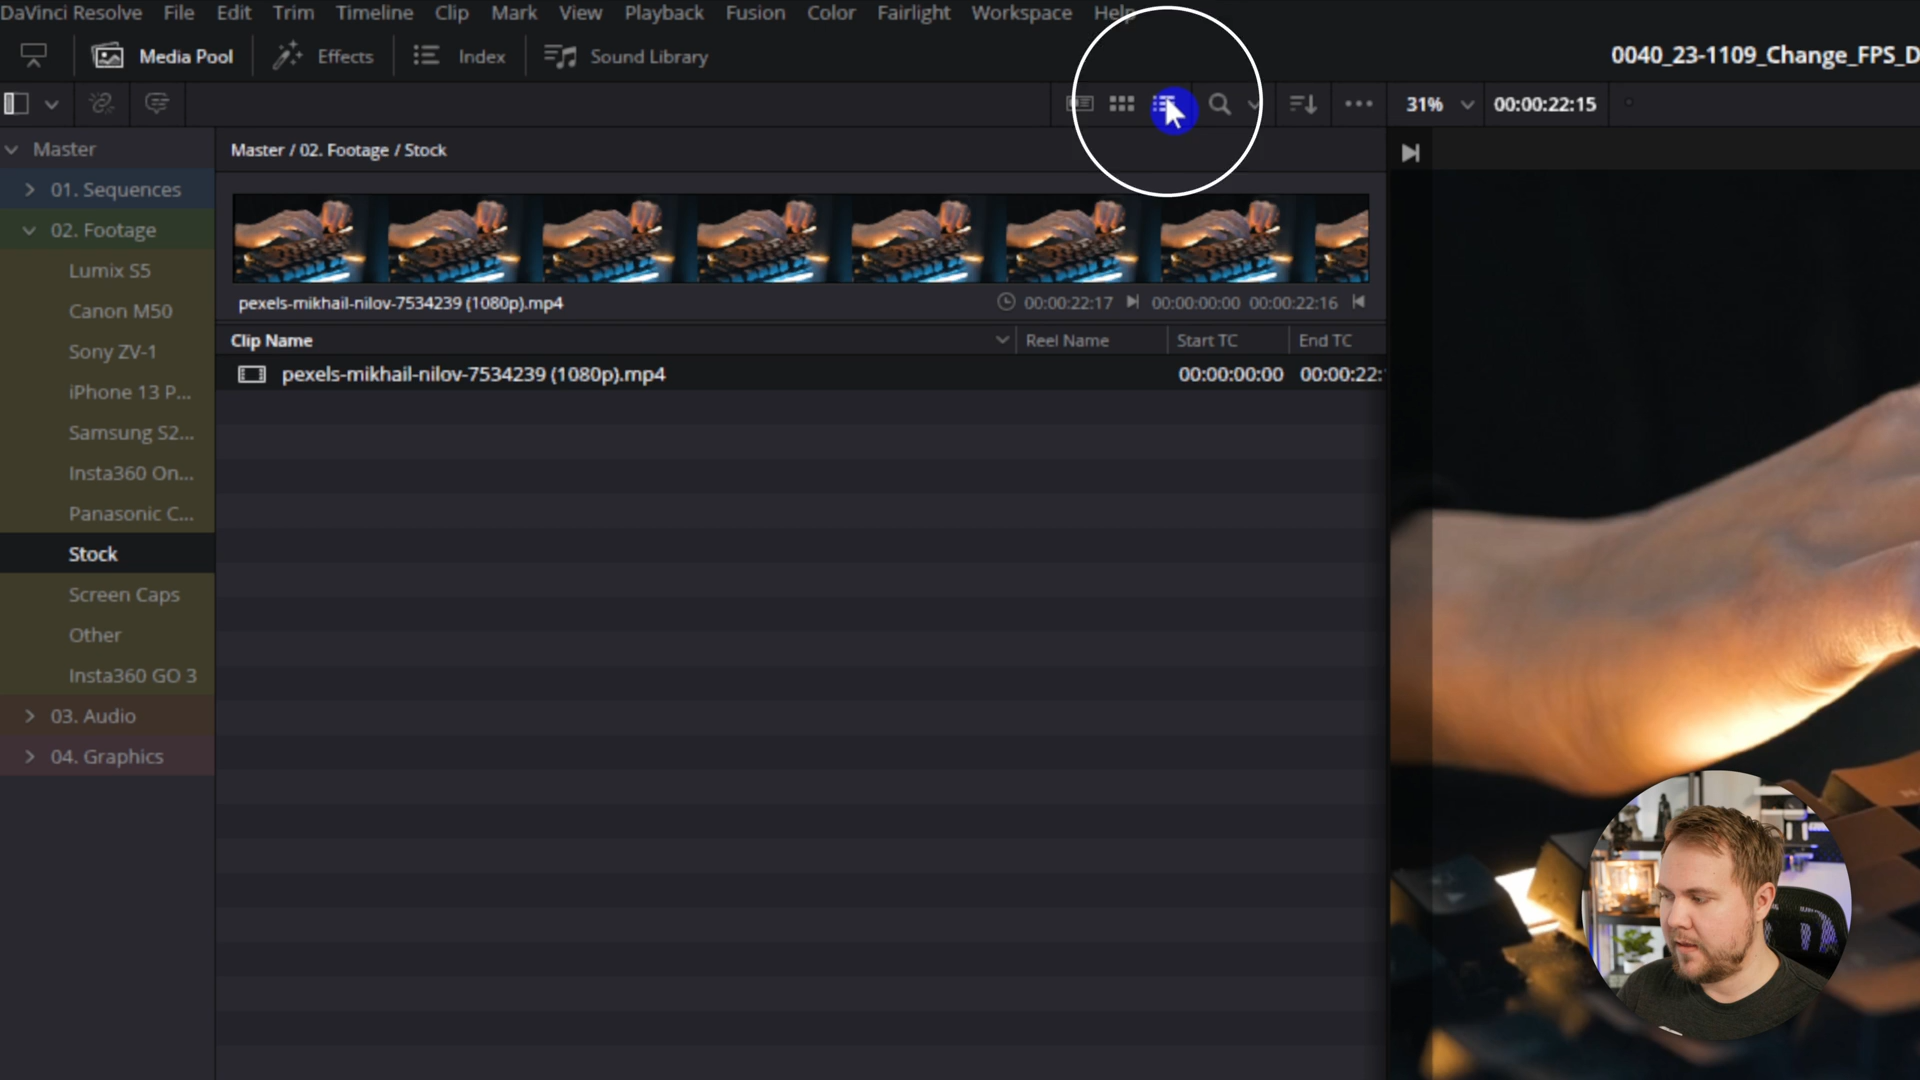 DaVinci Resolve File Edit Trim Timeline Clip Mark View Playback Fusion Color Fairlight Workspace Help
Media Pool Effects Index Sound Library
0040_23-1109_Change_FPS_D
31% 00:00:22:15
Master
Master / 02. Footage / Stock
01. Sequences
02. Footage
Lumix S5
Canon M50
Sony ZV-1
iPhone 13 P...
Samsung S2...
Insta360 On...
Panasonic C...
Stock
Screen Caps
Other
Insta360 GO 3
03. Audio
04. Graphics
pexels-mikhail-nilov-7534239 (1080p).mp4 00:00:22:17 00:00:00:00 00:00:22:16
Clip Name Reel Name Start TC End TC
pexels-mikhail-nilov-7534239 (1080p).mp4 00:00:00:00 00:00:22: